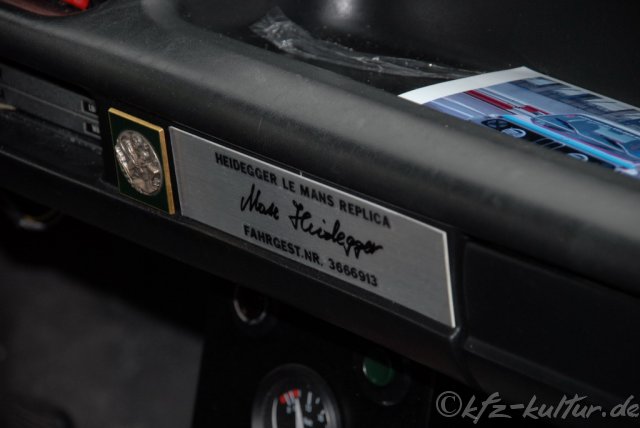 HEIDEGGER LE MANS REPLICA
Max Heidegger
FAHRGEST.NR. 3666913
©kfz-kultur.de